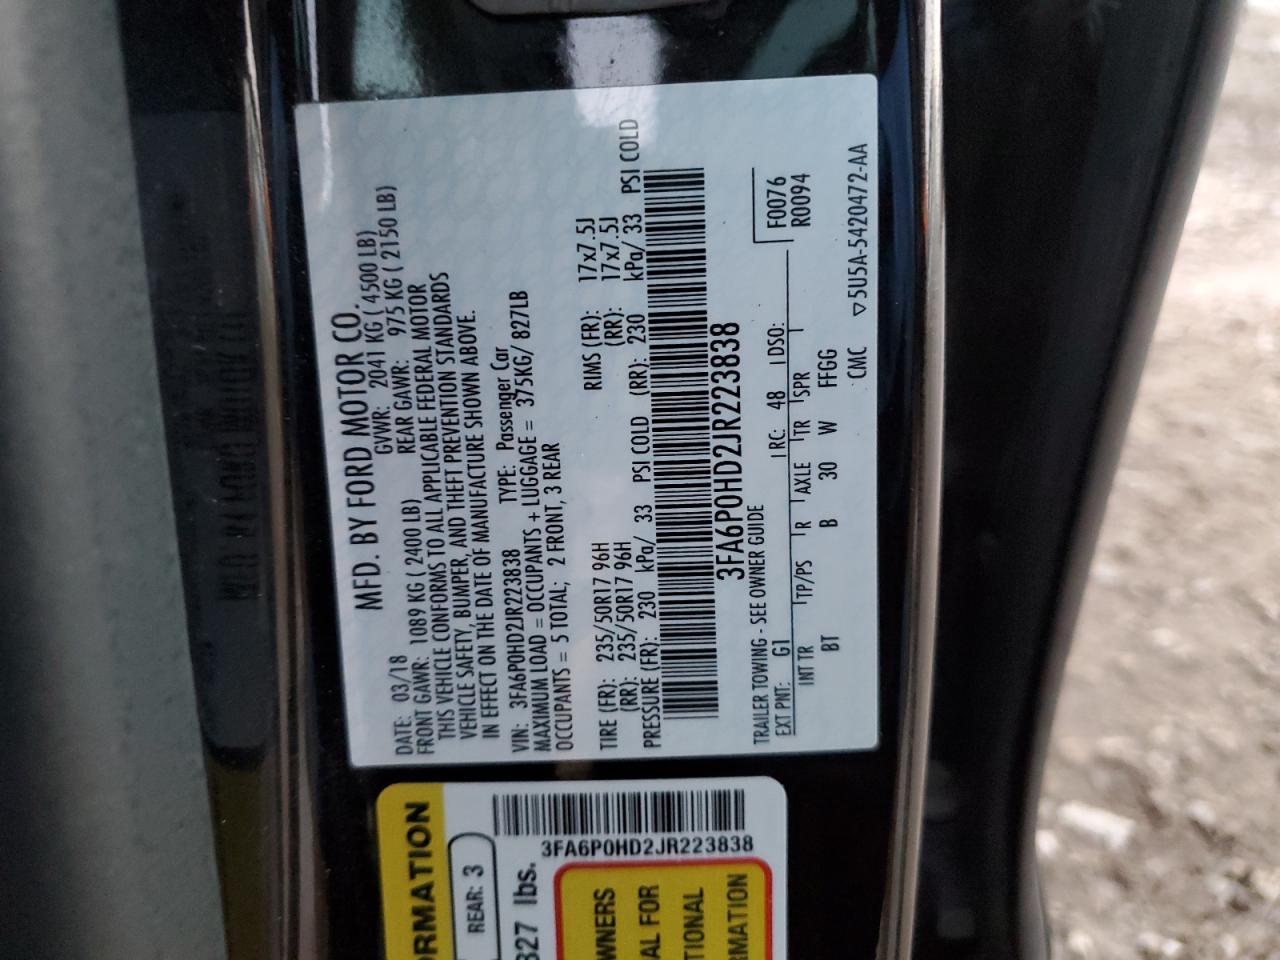 MFD. BY FORD MOTOR CO.
DATE: 03/18 GVWR: 2041 KG ( 4500 LB)
FRONT GAWR: 1089 KG ( 2400 LB) REAR GAWR: 975 KG ( 2150 LB)
THIS VEHICLE CONFORMS TO ALL APPLICABLE FEDERAL MOTOR
VEHICLE SAFETY, BUMPER, AND THEFT PREVENTION STANDARDS
IN EFFECT ON THE DATE OF MANUFACTURE SHOWN ABOVE.
VIN: 3FA6P0HD2JR223838 TYPE: Passenger Car
MAXIMUM LOAD = OCCUPANTS + LUGGAGE = 375KG/ 827LB
OCCUPANTS = 5 TOTAL; 2 FRONT, 3 REAR
TIRE (FR): 235/50R17 96H RIMS (FR): 17x7.5J
(RR): 235/50R17 96H (RR): 17x7.5J
PRESSURE (FR): 230 kPa/ 33 PSI COLD (RR): 230 kPa/ 33 PSI COLD
3FA6P0HD2JR223838
TRAILER TOWING - SEE OWNER GUIDE
F0076
R0094
EXT PNT: G1 RC: 48 DSO:
INT TR TP/PS R AXLE TR SPR
BT B 30 W FFGG
CMC ▽5U5A-5420472-AA
ORMATION
REAR: 3
327 lbs.
3FA6P0HD2JR223838
WNERS
AL FOR
TIONAL
RMATION